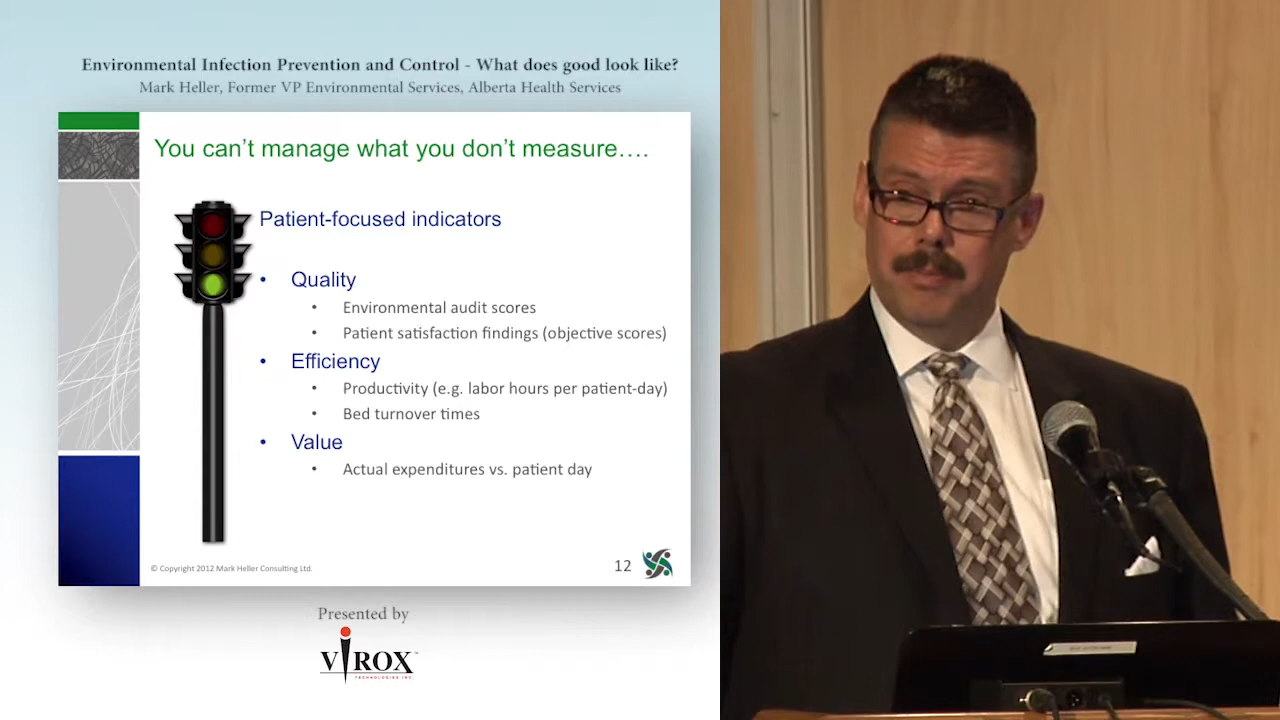 Environmental Infection Prevention and Control - What does good look like?
Mark Heller, Former VP Environmental Services, Alberta Health Services
You can't manage what you don't measure….
Patient-focused indicators
• Quality
• Environmental audit scores
• Patient satisfaction findings (objective scores)
• Efficiency
• Productivity (e.g. labor hours per patient-day)
• Bed turnover times
• Value
• Actual expenditures vs. patient day
© Copyright 2012 Mark Heller Consulting Ltd.
12
Presented by
VIROX™
TECHNOLOGIES INC.